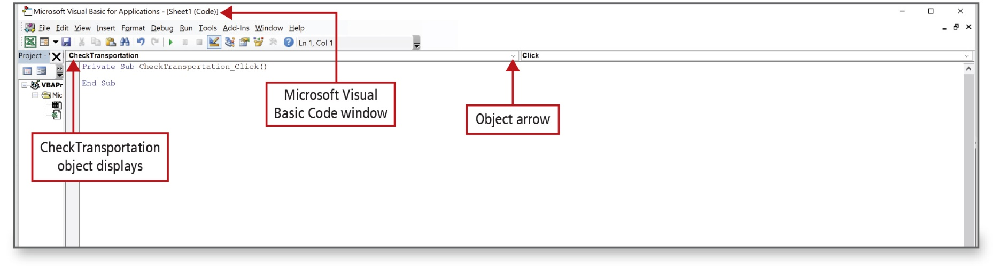 Microsoft Visual Basic for Applications - [Sheet1 (Code)]
File Edit View Insert Format Debug Run Tools Add-Ins Window Help
Ln 1, Col 1
Project -
CheckTransportation
Click
Private Sub CheckTransportation_Click()
End Sub
VBAPr
Micr
Microsoft Visual
Basic Code window
Object arrow
CheckTransportation
object displays